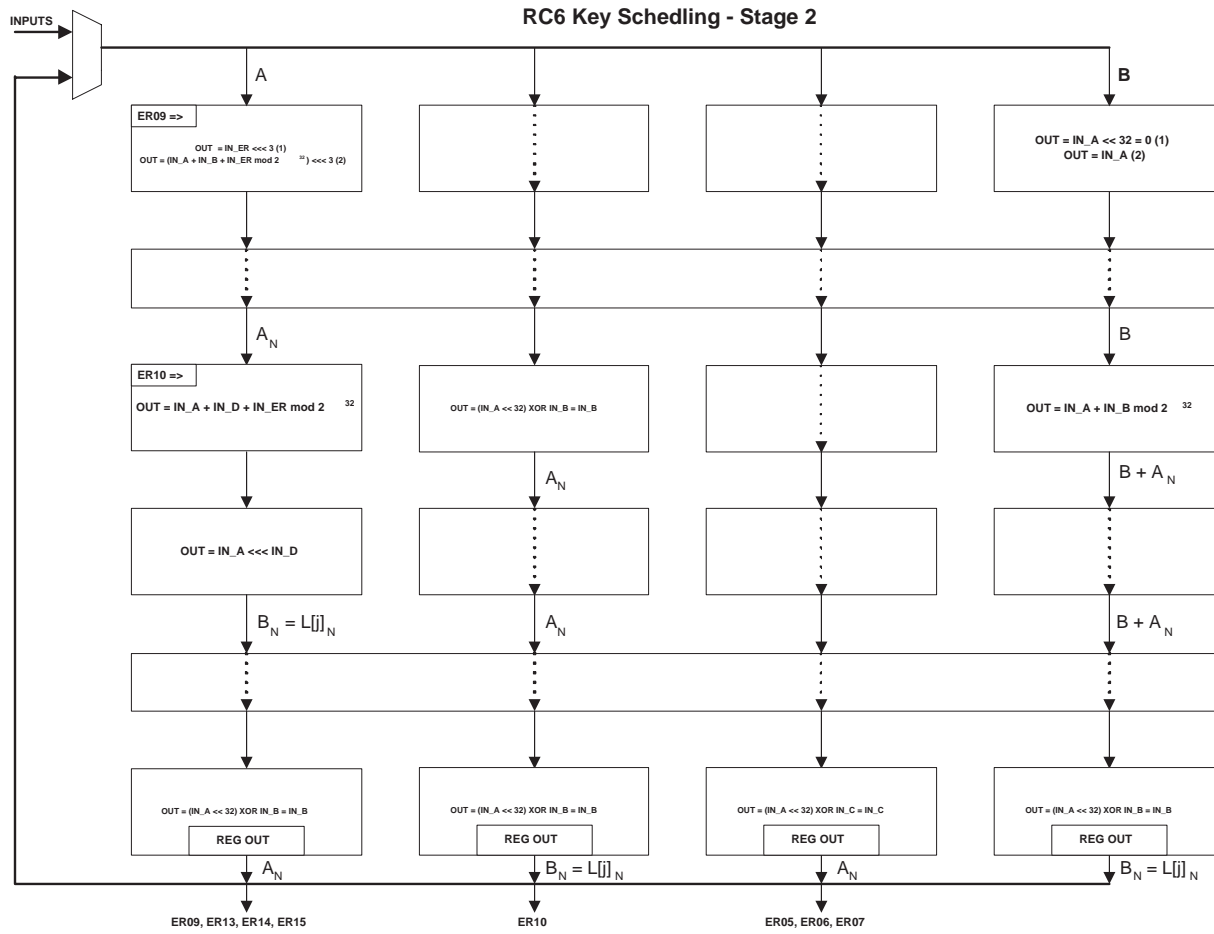 RC6 Key Schedling - Stage 2
INPUTS
A
B
ER09 =>
OUT = IN_ER <<< 3 (1)
OUT = (IN_A + IN_B + IN_ER mod 2 32 ) <<< 3 (2)
OUT = IN_A << 32 = 0 (1)
OUT = IN_A (2)
A N
B
ER10 =>
OUT = IN_A + IN_D + IN_ER mod 2 32
OUT = (IN_A << 32) XOR IN_B = IN_B
OUT = IN_A + IN_B mod 2 32
A N
B + A N
OUT = IN_A <<< IN_D
B N = L[j] N
A N
B + A N
OUT = (IN_A << 32) XOR IN_B = IN_B
OUT = (IN_A << 32) XOR IN_B = IN_B
OUT = (IN_A << 32) XOR IN_C = IN_C
OUT = (IN_A << 32) XOR IN_B = IN_B
REG OUT
REG OUT
REG OUT
REG OUT
A N
B N = L[j] N
A N
B N = L[j] N
ER09, ER13, ER14, ER15
ER10
ER05, ER06, ER07